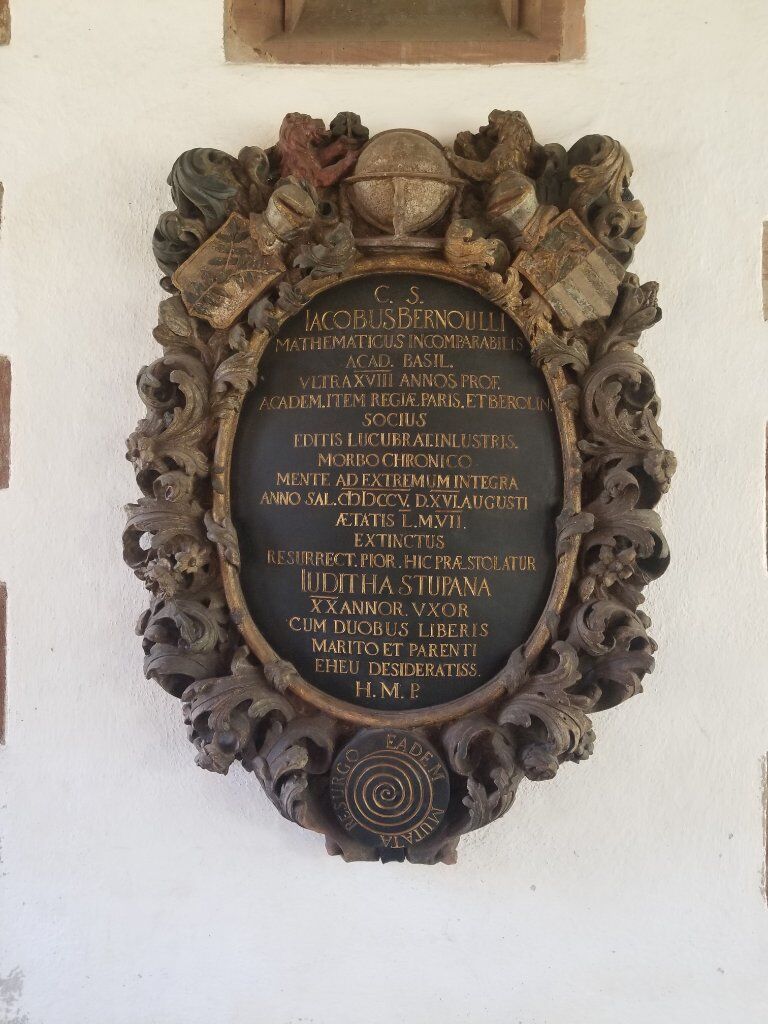 C. S.
IACOBUS BERNOULLI
MATHEMATICUS INCOMPARABILIS
ACAD. BASIL.
VLTRA XVIII ANNOS PROF.
ACADEM. ITEM REGIÆ PARIS. ET BEROLIN.
SOCIUS
EDITIS LUCUBRAT. INLUSTRIS.
MORBO CHRONICO
MENTE AD EXTREMUM INTEGRA
ANNO SAL. CIↃIↃCCV. D. XVI. AUGUSTI
ÆTATIS L. M. VII.
EXTINCTUS
RESURRECT. PIOR. HIC PRÆSTOLATUR
IUDITHA STUPANA
XX ANNOR. VXOR
CUM DUOBUS LIBERIS
MARITO ET PARENTI
EHEU DESIDERATISS.
H. M. P.
EADEM MUTATA RESURGO